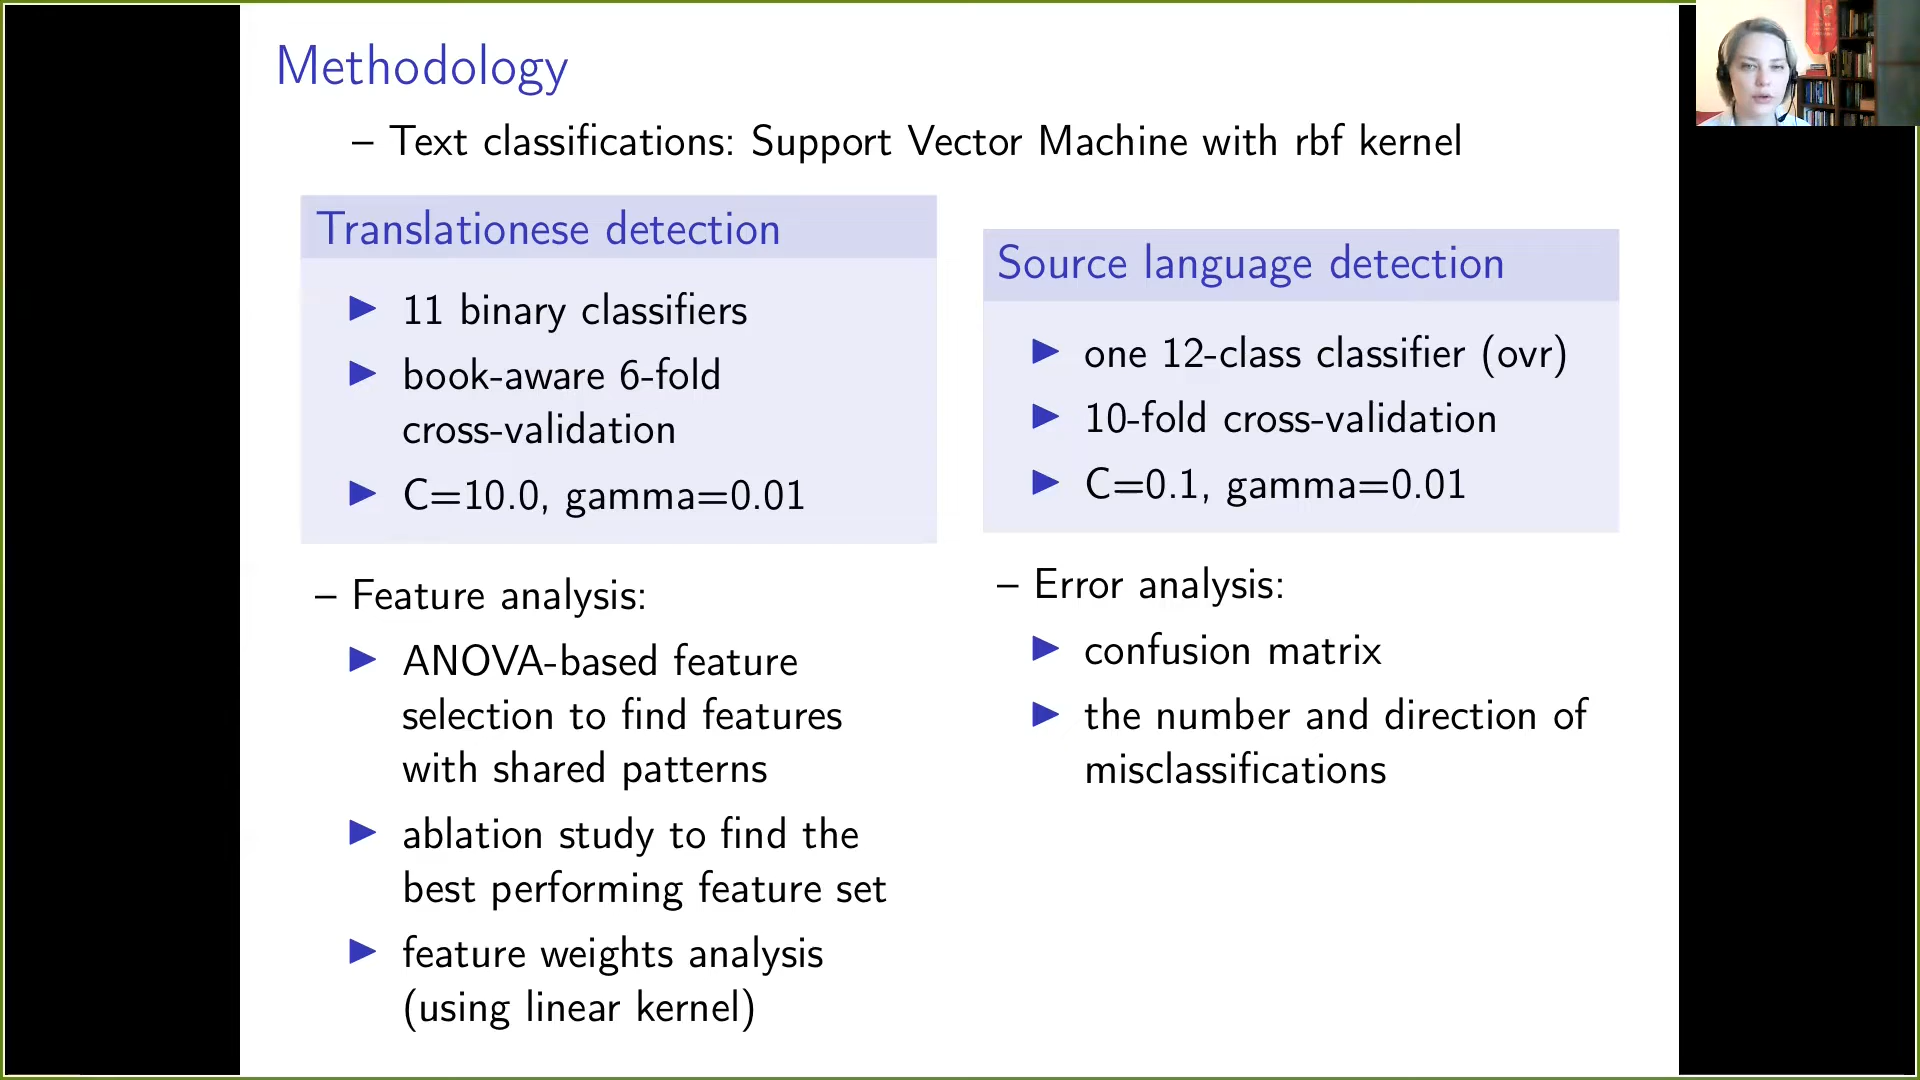 Methodology
– Text classifications: Support Vector Machine with rbf kernel
Translationese detection
▶ 11 binary classifiers
▶ book-aware 6-fold
cross-validation
▶ C=10.0, gamma=0.01
– Feature analysis:
▶ ANOVA-based feature
selection to find features
with shared patterns
▶ ablation study to find the
best performing feature set
▶ feature weights analysis
(using linear kernel)
Source language detection
▶ one 12-class classifier (ovr)
▶ 10-fold cross-validation
▶ C=0.1, gamma=0.01
– Error analysis:
▶ confusion matrix
▶ the number and direction of
misclassifications